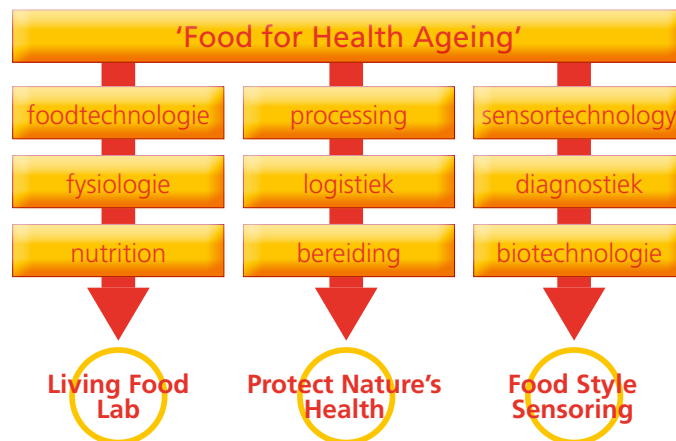 'Food for Health Ageing'
foodtechnologie
processing
sensortechnology
fysiologie
logistiek
diagnostiek
nutrition
bereiding
biotechnologie
Living Food
Lab
Protect Nature's
Health
Food Style
Sensoring